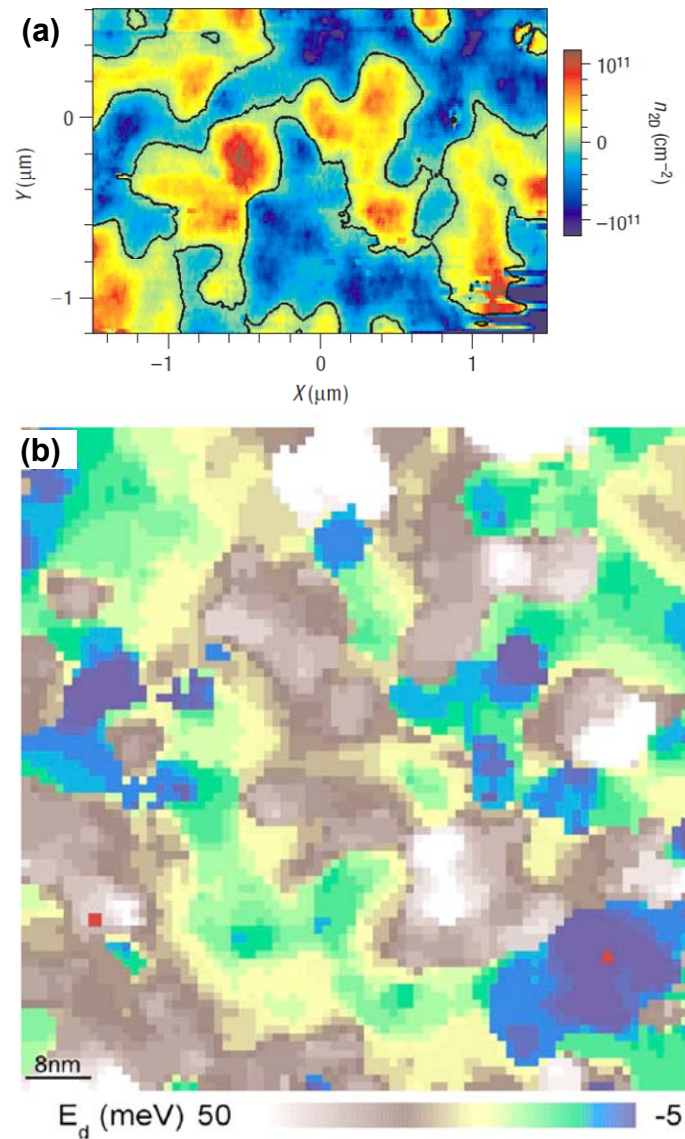 (a)
0
−1
Y (μm)
−1
0
1
X (μm)
10¹¹
0
−10¹¹
n₂D (cm⁻²)
(b)
8nm
E_d (meV) 50 -5